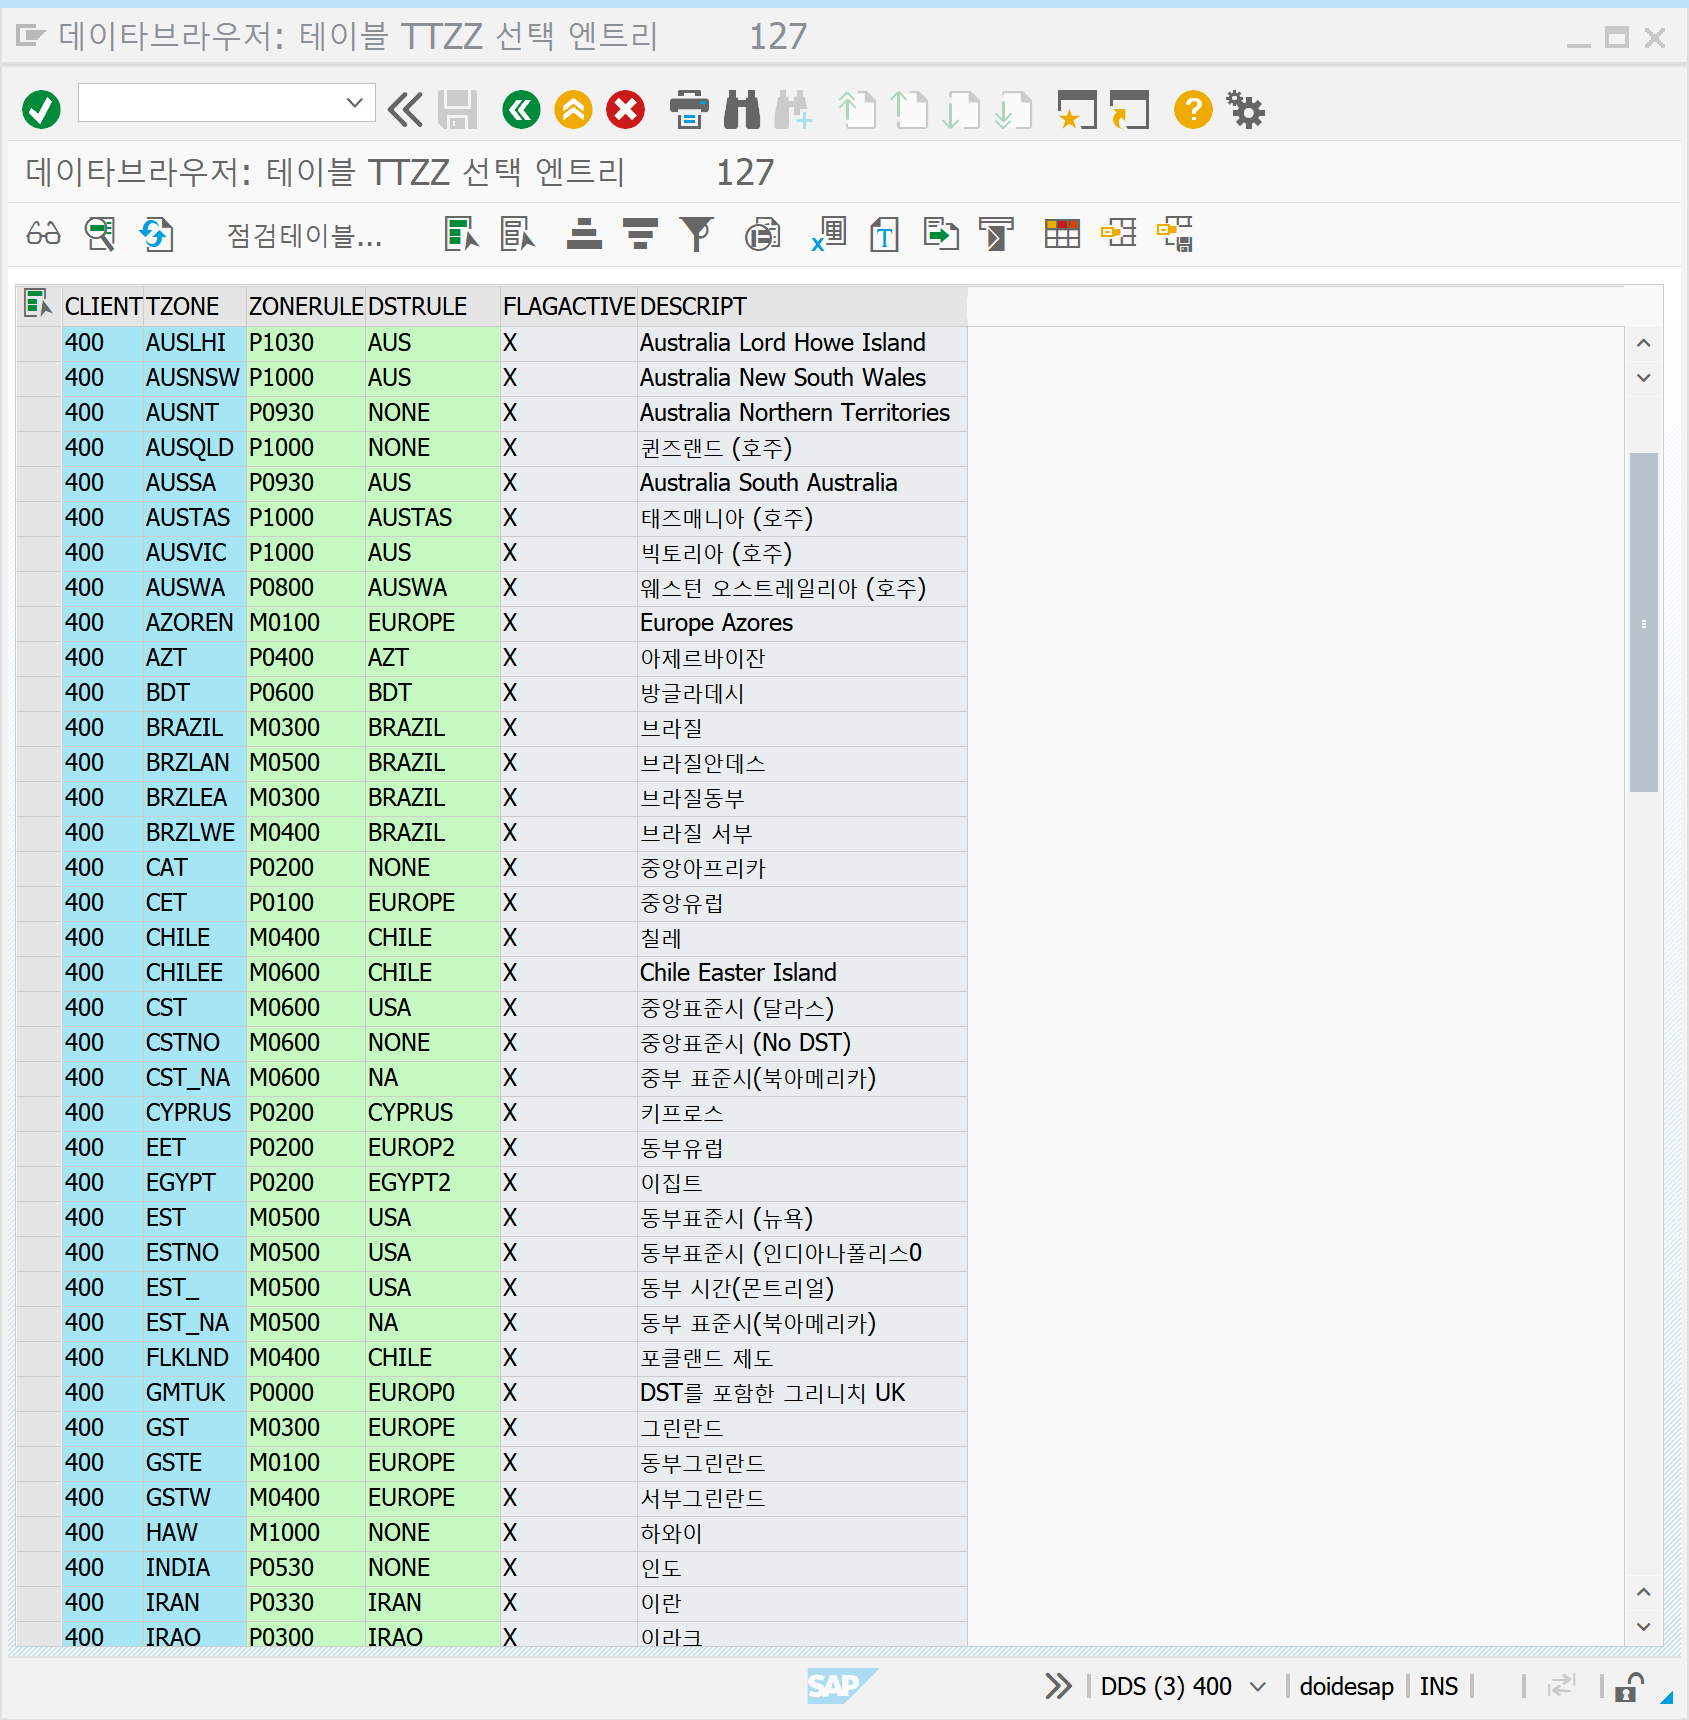 데이타브라우저: 테이블 TTZZ 선택 엔트리 127
데이타브라우저: 테이블 TTZZ 선택 엔트리 127
점검테이블...
CLIENT TZONE ZONERULE DSTRULE FLAGACTIVE DESCRIPT
400 AUSLHI P1030 AUS X Australia Lord Howe Island
400 AUSNSW P1000 AUS X Australia New South Wales
400 AUSNT P0930 NONE X Australia Northern Territories
400 AUSQLD P1000 NONE X 퀸즈랜드 (호주)
400 AUSSA P0930 AUS X Australia South Australia
400 AUSTAS P1000 AUSTAS X 태즈매니아 (호주)
400 AUSVIC P1000 AUS X 빅토리아 (호주)
400 AUSWA P0800 AUSWA X 웨스턴 오스트레일리아 (호주)
400 AZOREN M0100 EUROPE X Europe Azores
400 AZT P0400 AZT X 아제르바이잔
400 BDT P0600 BDT X 방글라데시
400 BRAZIL M0300 BRAZIL X 브라질
400 BRZLAN M0500 BRAZIL X 브라질안데스
400 BRZLEA M0300 BRAZIL X 브라질동부
400 BRZLWE M0400 BRAZIL X 브라질 서부
400 CAT P0200 NONE X 중앙아프리카
400 CET P0100 EUROPE X 중앙유럽
400 CHILE M0400 CHILE X 칠레
400 CHILEE M0600 CHILE X Chile Easter Island
400 CST M0600 USA X 중앙표준시 (달라스)
400 CSTNO M0600 NONE X 중앙표준시 (No DST)
400 CST_NA M0600 NA X 중부 표준시(북아메리카)
400 CYPRUS P0200 CYPRUS X 키프로스
400 EET P0200 EUROP2 X 동부유럽
400 EGYPT P0200 EGYPT2 X 이집트
400 EST M0500 USA X 동부표준시 (뉴욕)
400 ESTNO M0500 USA X 동부표준시 (인디아나폴리스0
400 EST_ M0500 USA X 동부 시간(몬트리얼)
400 EST_NA M0500 NA X 동부 표준시(북아메리카)
400 FLKLND M0400 CHILE X 포클랜드 제도
400 GMTUK P0000 EUROP0 X DST를 포함한 그리니치 UK
400 GST M0300 EUROPE X 그린란드
400 GSTE M0100 EUROPE X 동부그린란드
400 GSTW M0400 EUROPE X 서부그린란드
400 HAW M1000 NONE X 하와이
400 INDIA P0530 NONE X 인도
400 IRAN P0330 IRAN X 이란
400 IRAQ P0300 IRAQ X 이라크
SAP DDS (3) 400 doidesap INS